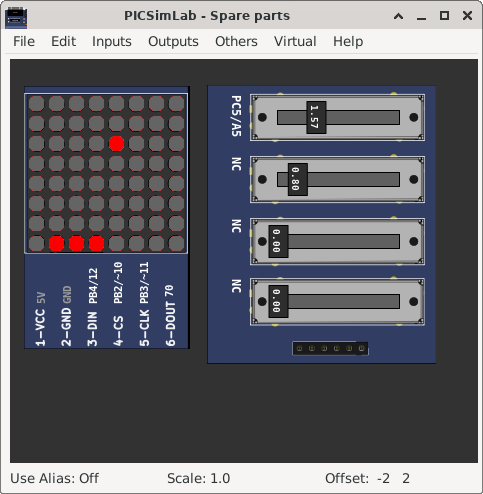 PICSimLab - Spare parts
File Edit Inputs Outputs Others Virtual Help
1-VCC 5V
2-GND GND
3-DIN PB4/12
4-CS PB2/~10
5-CLK PB3/~11
6-DOUT 70
PC5/A5
1.57
NC
0.80
NC
0.00
NC
0.00
Use Alias: Off Scale: 1.0 Offset: -2 2